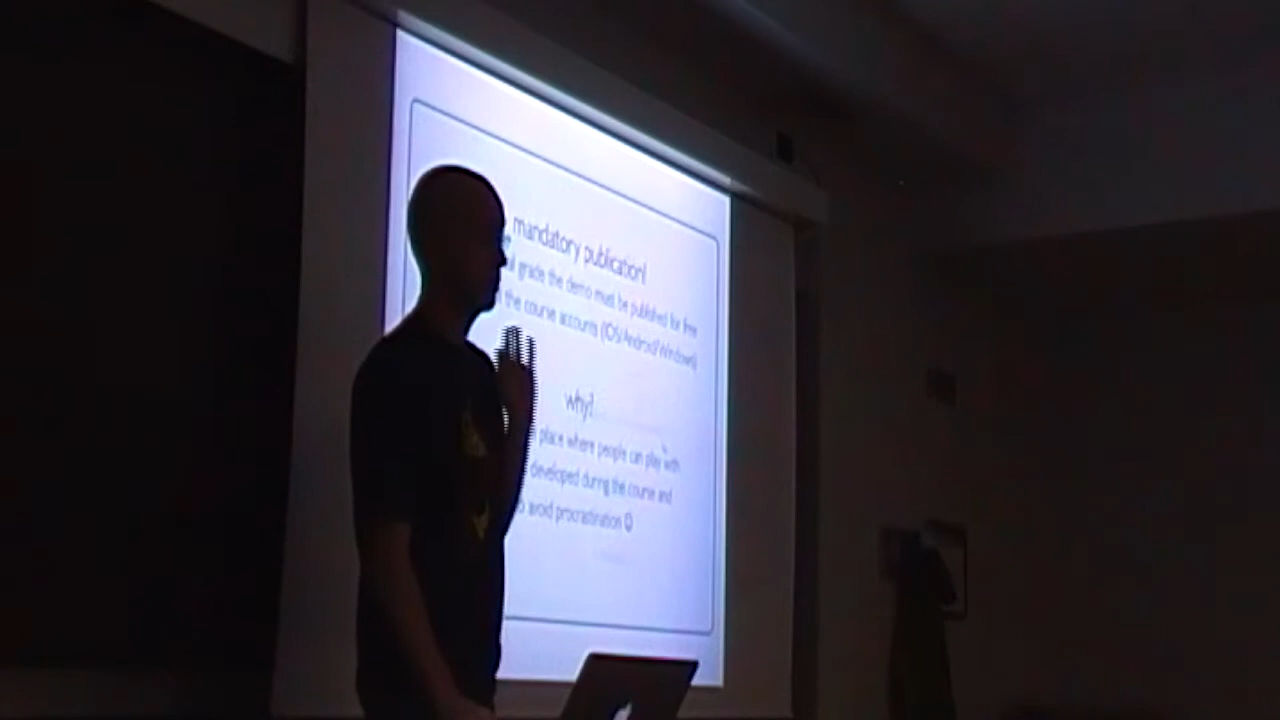 mandatory publication!
grade the demo must be published for free
the course accounts (IOS/Android/Windows)
why?
place where people can play with
developed during the course and
avoid procrastination ☺